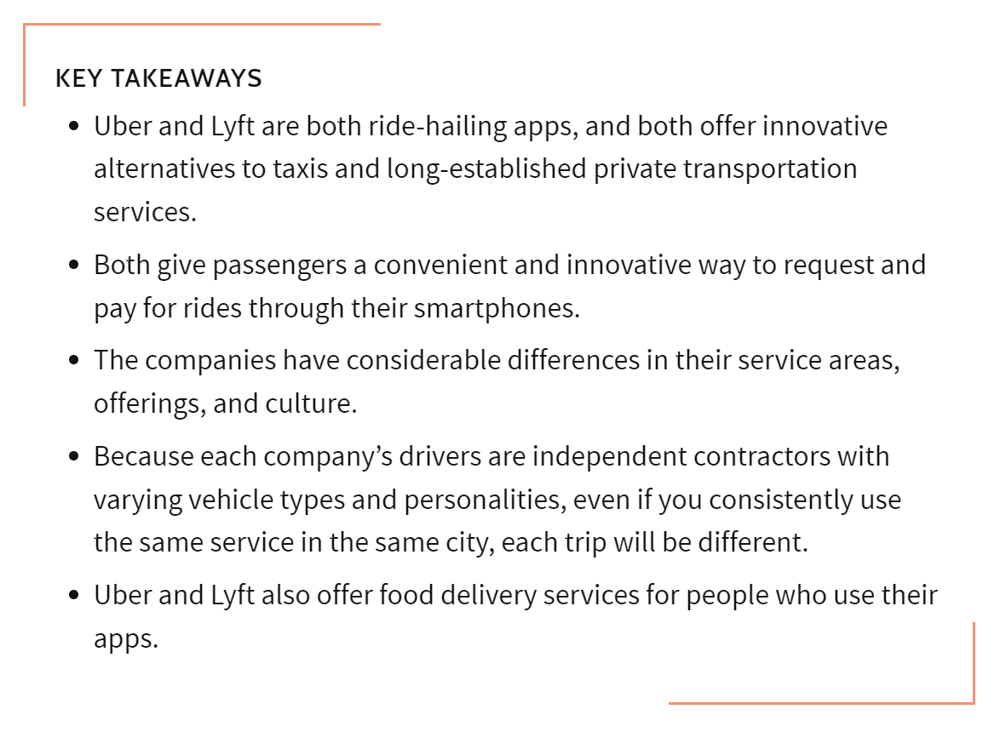 KEY TAKEAWAYS
Uber and Lyft are both ride-hailing apps, and both offer innovative
alternatives to taxis and long-established private transportation
services.
Both give passengers a convenient and innovative way to request and
pay for rides through their smartphones.
The companies have considerable differences in their service areas,
offerings, and culture.
Because each company’s drivers are independent contractors with
varying vehicle types and personalities, even if you consistently use
the same service in the same city, each trip will be different.
Uber and Lyft also offer food delivery services for people who use their
apps.